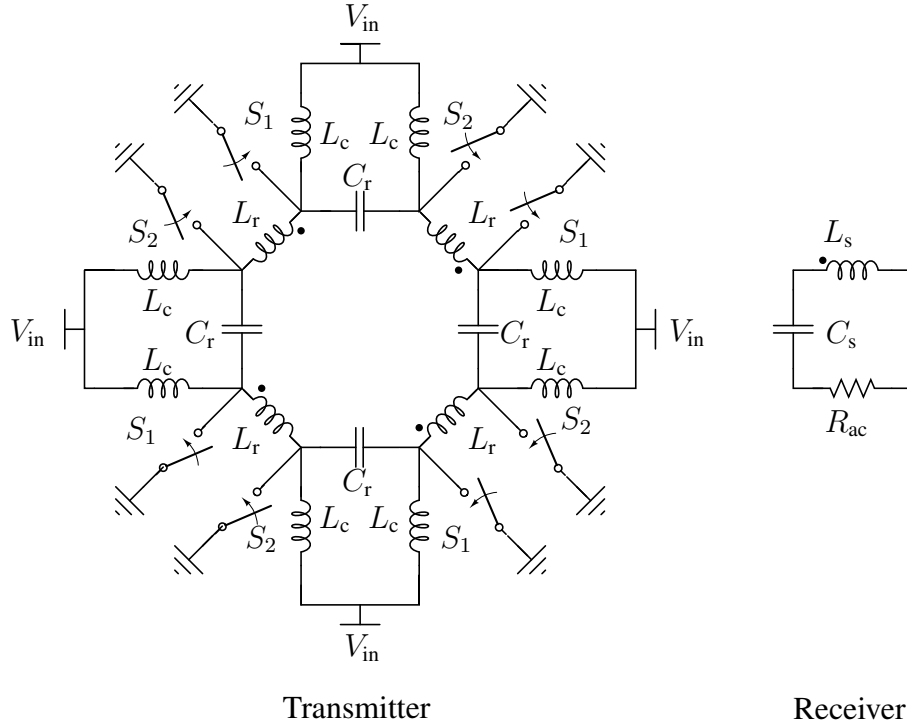 V_in
S_1 S_2
L_c L_c
C_r
L_r L_r
S_2 S_1
L_s
L_c L_c
V_in C_r C_r V_in C_s
L_c L_c
S_1 S_2
L_r L_r R_ac
C_r
L_c L_c
S_2 S_1
V_in
Transmitter Receiver